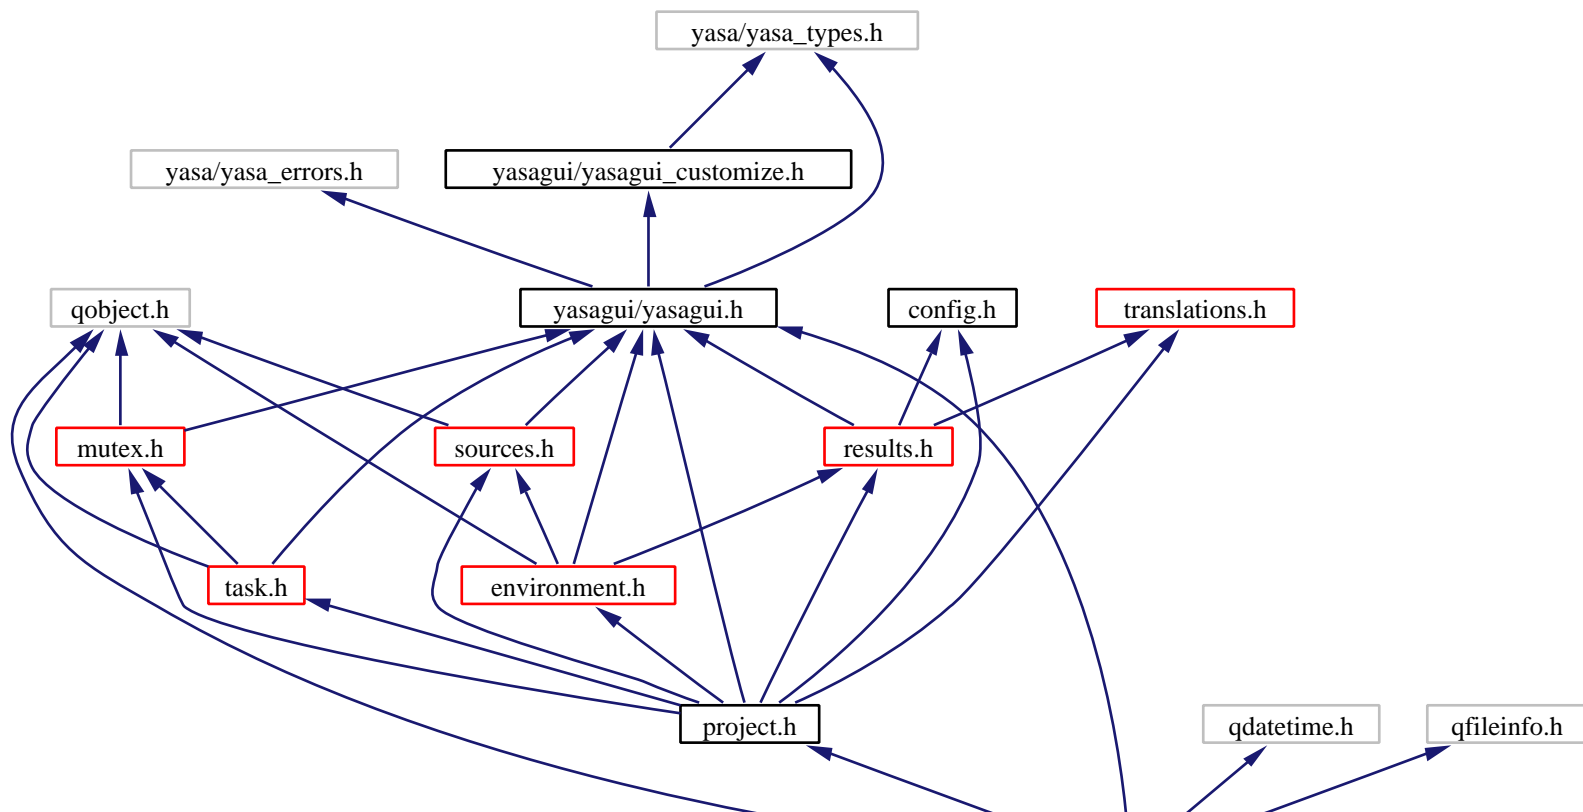 yasa/yasa_types.h
yasa/yasa_errors.h
yasagui/yasagui_customize.h
qobject.h
yasagui/yasagui.h
config.h
translations.h
mutex.h
sources.h
results.h
task.h
environment.h
project.h
qdatetime.h
qfileinfo.h